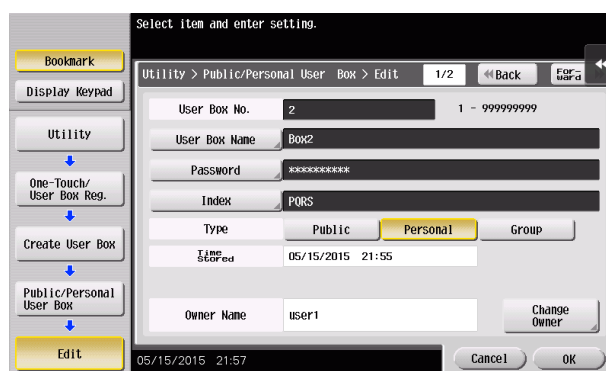 Select item and enter setting.
Bookmark
Display Keypad
Utility > Public/Personal User Box > Edit 1/2 Back For-ward
User Box No. 2 1 - 999999999
Utility
User Box Name Box2
Password **********
One-Touch/
User Box Reg.
Index PQRS
Type Public Personal Group
Create User Box
Time Stored 05/15/2015 21:55
Public/Personal
User Box
Owner Name user1 Change Owner
Edit
05/15/2015 21:57 Cancel OK